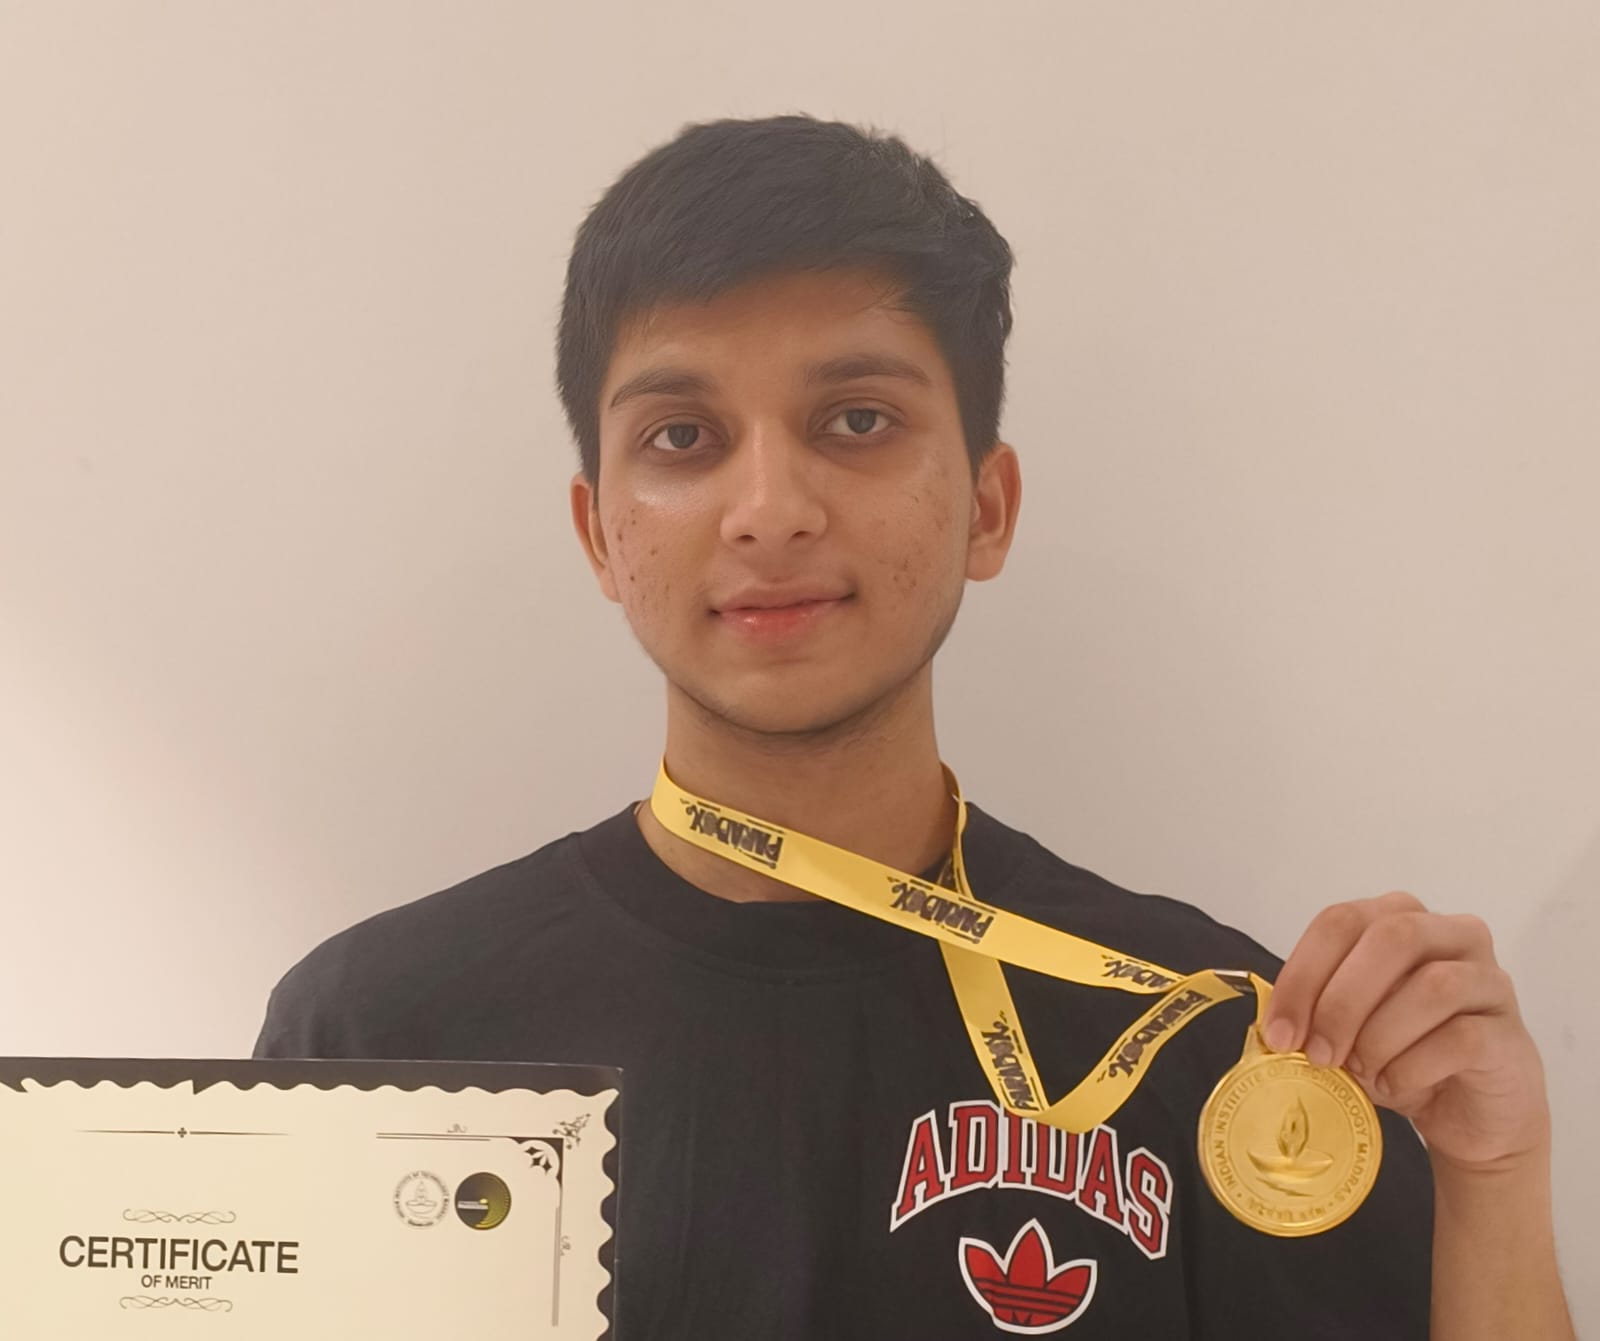 PARADOX
PARADOX
PARADOX
PARADOX
PARADOX
ADIDAS
INDIAN INSTITUTE OF TECHNOLOGY MADRAS
CERTIFICATE
OF MERIT